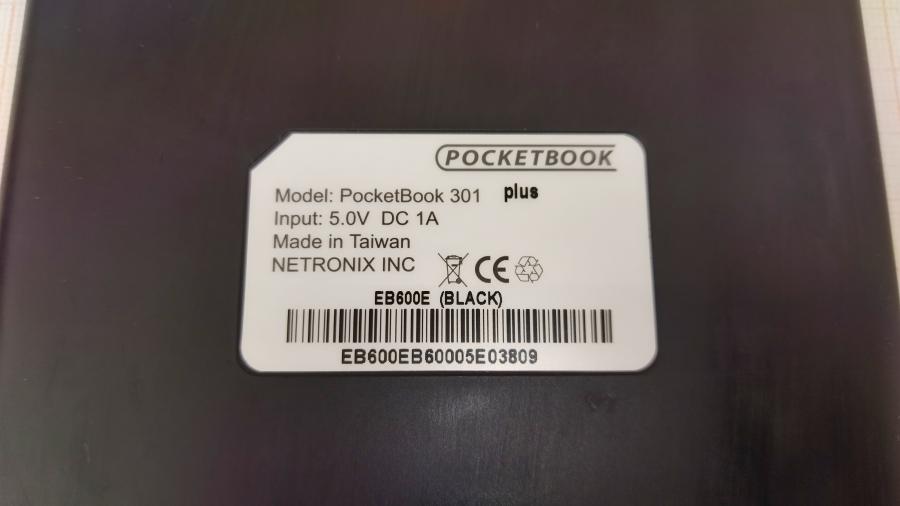 POCKETBOOK
Model: PocketBook 301 plus
Input: 5.0V DC 1A
Made in Taiwan
NETRONIX INC
EB600E (BLACK)
EB600EB60005E03809